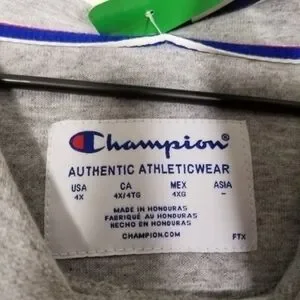 Champion
AUTHENTIC ATHLETICWEAR
USA CA MEX ASIA
4X 4X/4TG 4XG -
MADE IN HONDURAS
FABRIQUÉ AU HONDURAS
HECHO EN HONDURAS
CHAMPION.COM FTX